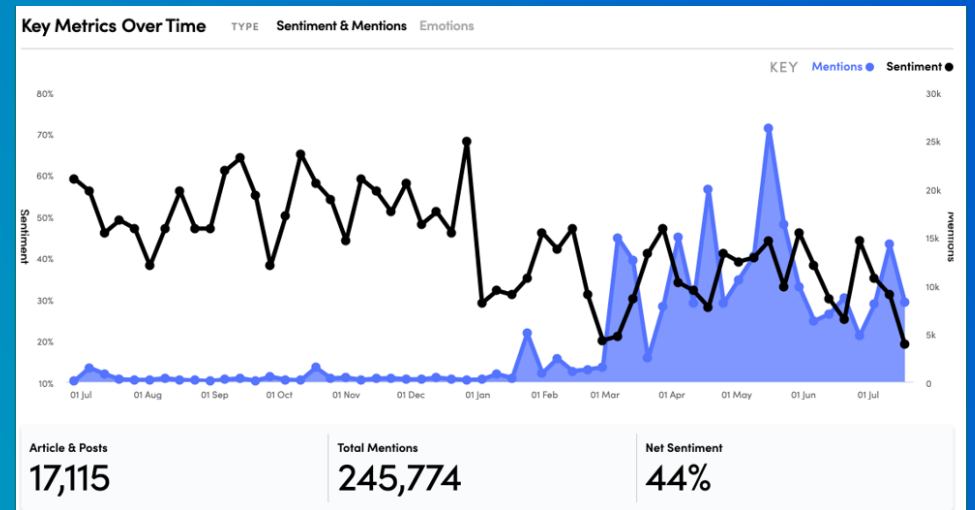 Key Metrics Over Time TYPE Sentiment & Mentions Emotions
KEY Mentions Sentiment
80% 30k
70% 25k
60% 20k
50% 15k
40% 10k
30% 5k
20% 0
10%
Sentiment
Mentions
01 Jul 01 Aug 01 Sep 01 Oct 01 Nov 01 Dec 01 Jan 01 Feb 01 Mar 01 Apr 01 May 01 Jun 01 Jul
Article & Posts Total Mentions Net Sentiment
17,115 245,774 44%